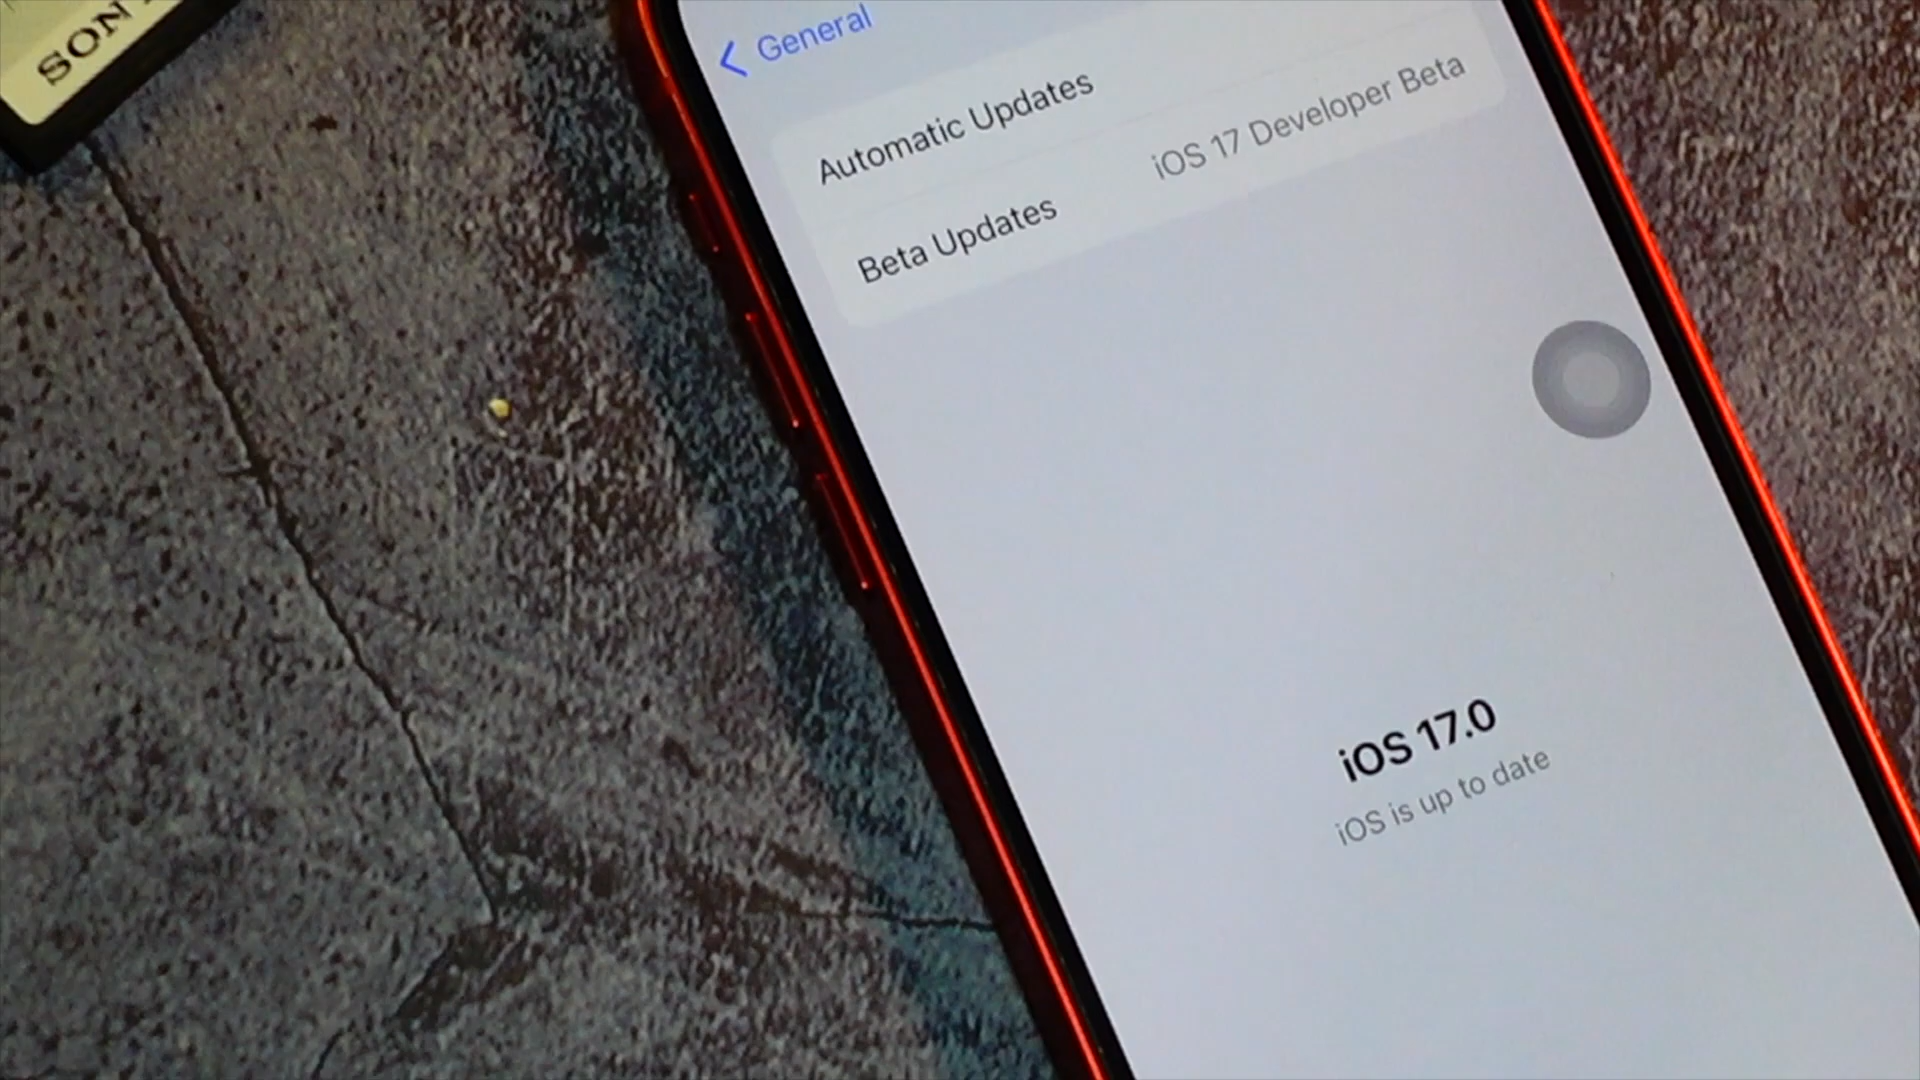 SON
General
Automatic Updates
Beta Updates iOS 17 Developer Beta
iOS 17.0
iOS is up to date